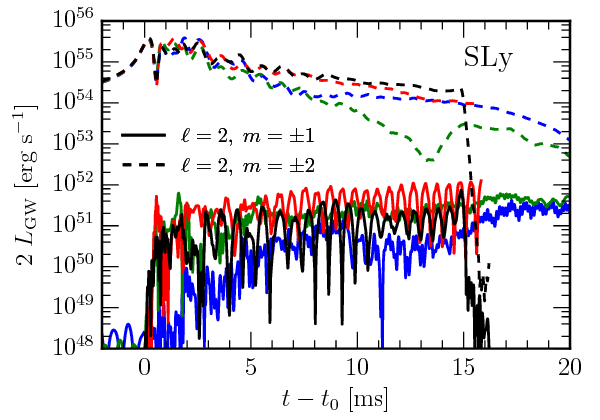 10^56
10^55
10^54
10^53
10^52
10^51
10^50
10^49
10^48
2 L_GW [erg s^−1]
SLy
ℓ = 2, m = ±1
ℓ = 2, m = ±2
0 5 10 15 20
t − t_0 [ms]